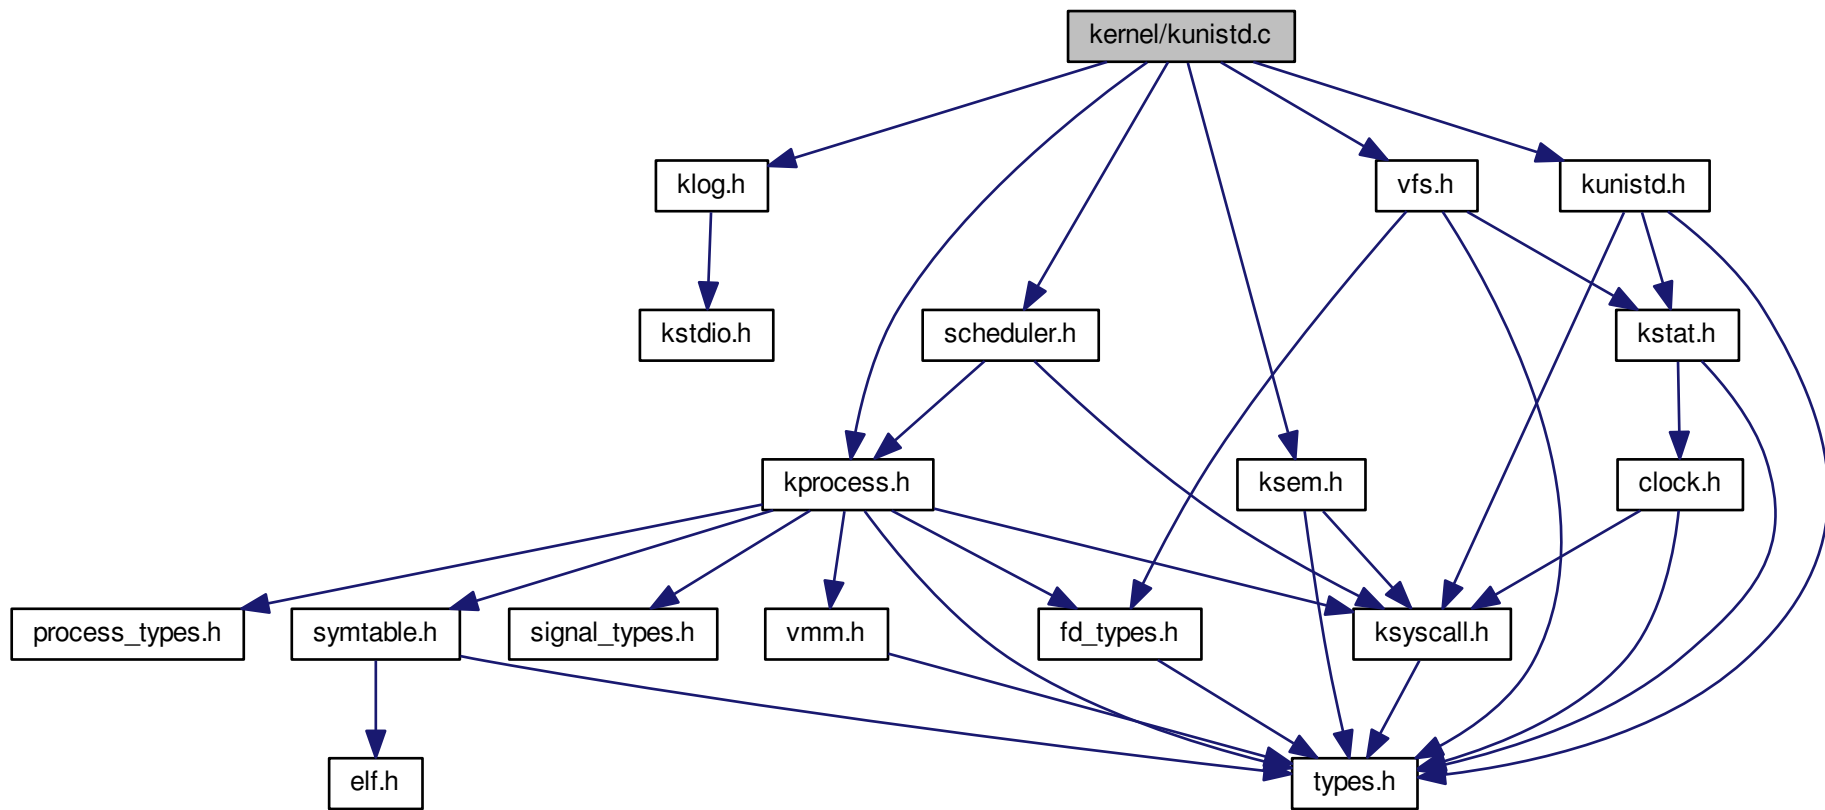 kernel/kunistd.c
klog.h
vfs.h
kunistd.h
kstdio.h
scheduler.h
kstat.h
kprocess.h
ksem.h
clock.h
process_types.h
symtable.h
signal_types.h
vmm.h
fd_types.h
ksyscall.h
elf.h
types.h